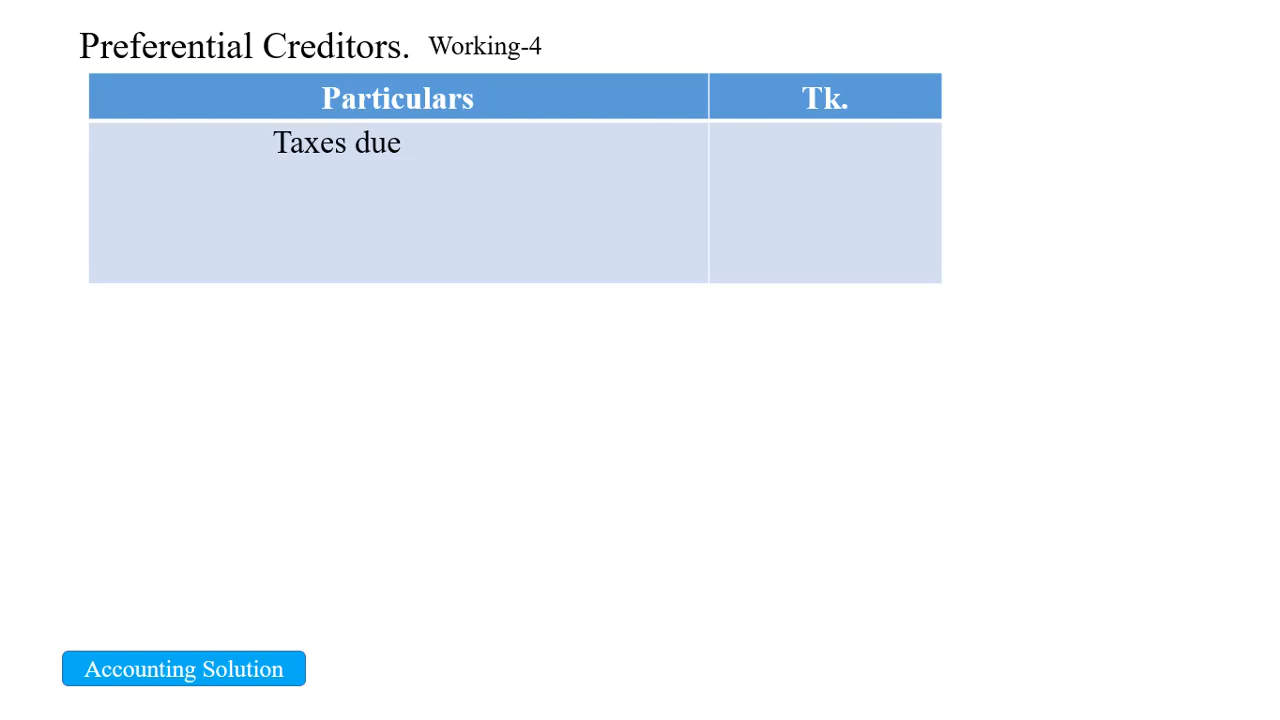 Preferential Creditors. Working-4
Particulars Tk.
Taxes due
Accounting Solution